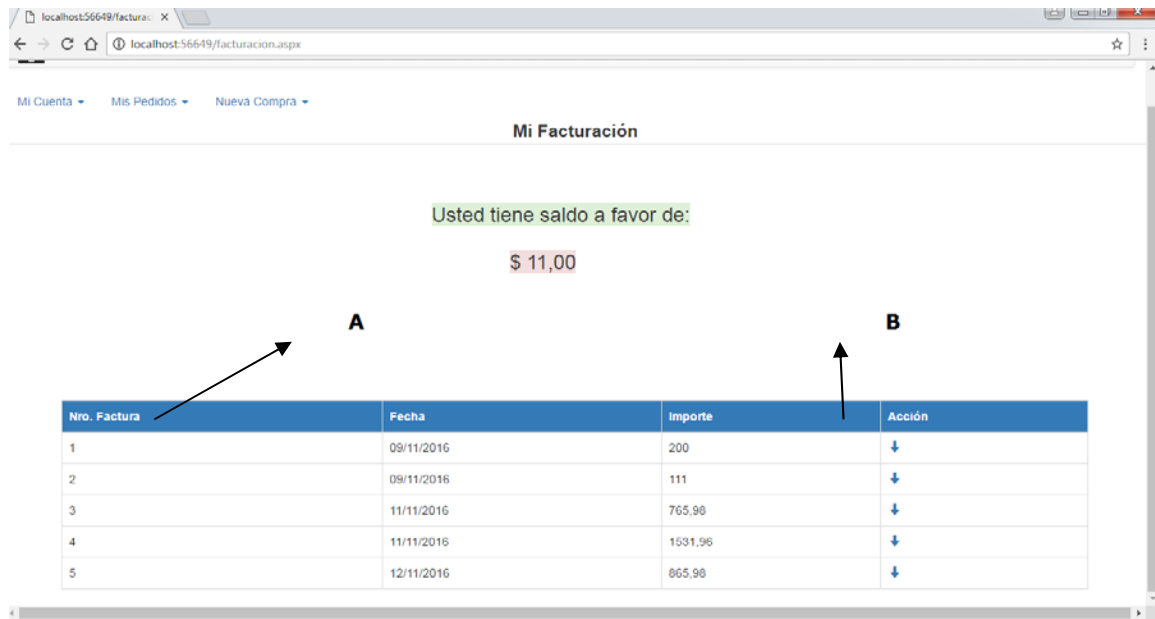 localhost:56649/facturac
localhost:56649/facturacion.aspx
Mi Cuenta Mis Pedidos Nueva Compra
Mi Facturación
Usted tiene saldo a favor de:
$ 11,00
A B
Nro. Factura Fecha Importe Acción
1 09/11/2016 200
2 09/11/2016 111
3 11/11/2016 765,98
4 11/11/2016 1531,96
5 12/11/2016 865,98